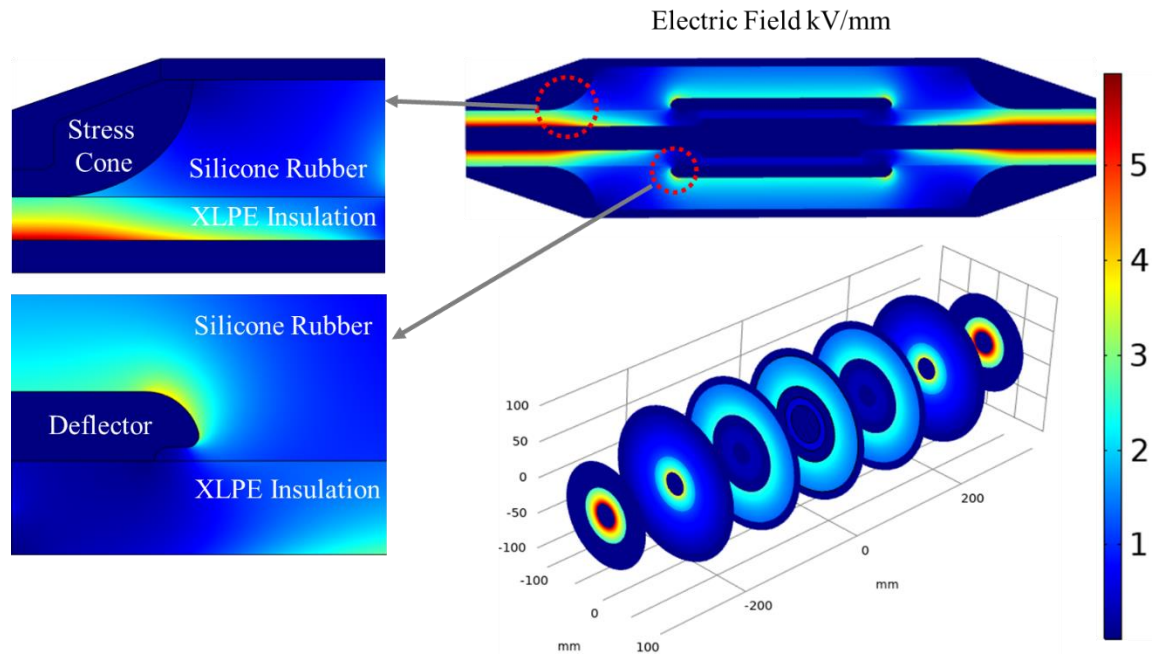 Electric Field kV/mm
Stress
Cone
Silicone Rubber
XLPE Insulation
Silicone Rubber
Deflector
XLPE Insulation
5
4
3
2
1
100
50
0
-50
-100
-100
0
100
mm
-200
0
200
mm